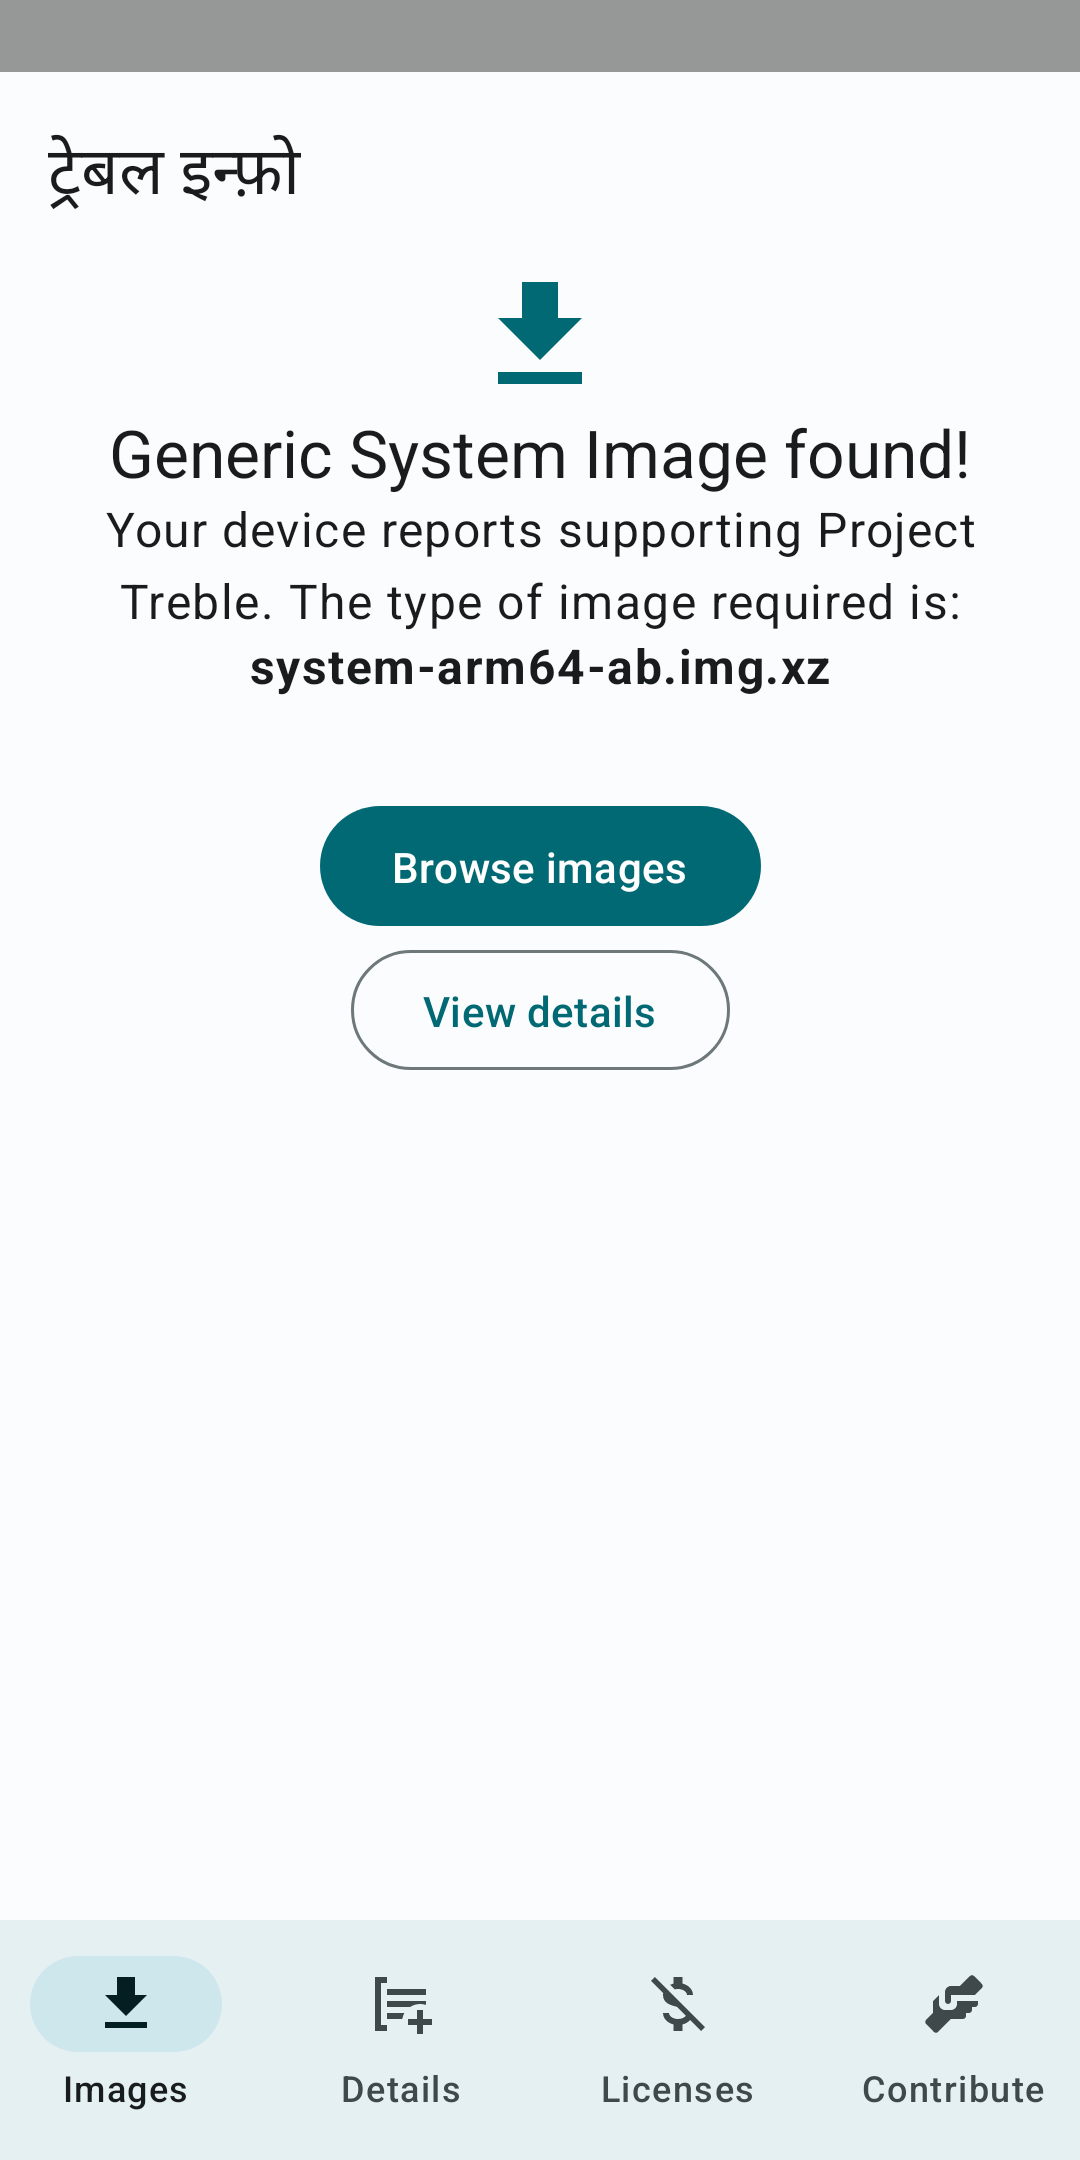 ट्रेबल इन्फ़ो
Generic System Image found!
Your device reports supporting Project
Treble. The type of image required is:
system-arm64-ab.img.xz
Browse images
View details
Images
Details
Licenses
Contribute